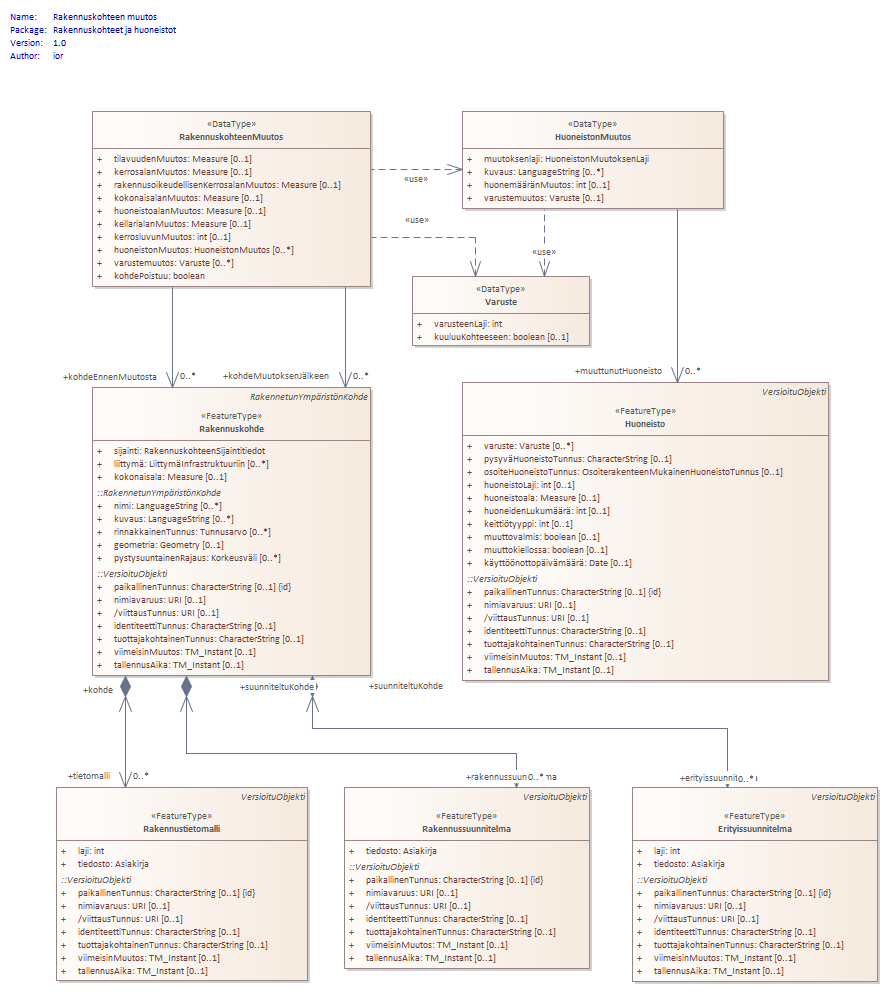 Name: Rakennuskohteen muutos
Package: Rakennuskohteet ja huoneistot
Version: 1.0
Author: ior
«DataType»
RakennuskohteenMuutos
+ tilavuudenMuutos: Measure [0..1]
+ kerrosalanMuutos: Measure [0..1]
+ rakennusoikeudellisenKerrosalanMuutos: Measure [0..1]
+ kokonaisalanMuutos: Measure [0..1]
+ huoneistoalanMuutos: Measure [0..1]
+ kellarialanMuutos: Measure [0..1]
+ kerrosluvunMuutos: int [0..1]
+ huoneistonMuutos: HuoneistonMuutos [0..*]
+ varustemuutos: Varuste [0..*]
+ kohdePoistuu: boolean
«DataType»
HuoneistonMuutos
+ muutoksenlaji: HuoneistonMuutoksenLaji
+ kuvaus: LanguageString [0..*]
+ huonemääränMuutos: int [0..1]
+ varustemuutos: Varuste [0..1]
«use»
«use»
«use»
«DataType»
Varuste
+ varusteenLaji: int
+ kuuluuKohteeseen: boolean [0..1]
+kohdeEnnenMuutosta 0..*
+kohdeMuutoksenJälkeen 0..*
+muuttunutHuoneisto 0..*
RakennetunYmpäristönKohde
«FeatureType»
Rakennuskohde
+ sijainti: RakennuskohteenSijaintitiedot
+ liittymä: LiittymäInfrastruktuuriin [0..*]
+ kokonaisala: Measure [0..1]
::RakennetunYmpäristönKohde
+ nimi: LanguageString [0..*]
+ kuvaus: LanguageString [0..*]
+ rinnakkainenTunnus: Tunnusarvo [0..*]
+ geometria: Geometry [0..1]
+ pystysuuntainenRajaus: Korkeusväli [0..*]
::VersioituObjekti
+ paikallinenTunnus: CharacterString [0..1] {id}
+ nimiavaruus: URI [0..1]
+ /viittausTunnus: URI [0..1]
+ identiteettiTunnus: CharacterString [0..1]
+ tuottajakohtainenTunnus: CharacterString [0..1]
+ viimeisinMuutos: TM_Instant [0..1]
+ tallennusAika: TM_Instant [0..1]
VersioituObjekti
«FeatureType»
Huoneisto
+ varuste: Varuste [0..*]
+ pysyväHuoneistoTunnus: CharacterString [0..1]
+ osoiteHuoneistoTunnus: OsoiterakenteenMukainenHuoneistoTunnus [0..1]
+ huoneistoLaji: int [0..1]
+ huoneistoala: Measure [0..1]
+ huoneidenLukumäärä: int [0..1]
+ keittiötyyppi: int [0..1]
+ muuttovalmis: boolean [0..1]
+ muuttokiellossa: boolean [0..1]
+ käyttöönottopäivämäärä: Date [0..1]
::VersioituObjekti
+ paikallinenTunnus: CharacterString [0..1] {id}
+ nimiavaruus: URI [0..1]
+ /viittausTunnus: URI [0..1]
+ identiteettiTunnus: CharacterString [0..1]
+ tuottajakohtainenTunnus: CharacterString [0..1]
+ viimeisinMuutos: TM_Instant [0..1]
+ tallennusAika: TM_Instant [0..1]
+kohde
+suunniteltuKohde
+suunniteltuKohde
+tietomalli 0..*
0..*
0..*
VersioituObjekti
«FeatureType»
Rakennustietomalli
+ laji: int
+ tiedosto: Asiakirja
::VersioituObjekti
+ paikallinenTunnus: CharacterString [0..1] {id}
+ nimiavaruus: URI [0..1]
+ /viittausTunnus: URI [0..1]
+ identiteettiTunnus: CharacterString [0..1]
+ tuottajakohtainenTunnus: CharacterString [0..1]
+ viimeisinMuutos: TM_Instant [0..1]
+ tallennusAika: TM_Instant [0..1]
VersioituObjekti
«FeatureType»
Rakennussuunnitelma
+ tiedosto: Asiakirja
::VersioituObjekti
+ paikallinenTunnus: CharacterString [0..1] {id}
+ nimiavaruus: URI [0..1]
+ /viittausTunnus: URI [0..1]
+ identiteettiTunnus: CharacterString [0..1]
+ tuottajakohtainenTunnus: CharacterString [0..1]
+ viimeisinMuutos: TM_Instant [0..1]
+ tallennusAika: TM_Instant [0..1]
VersioituObjekti
«FeatureType»
Erityissuunnitelma
+ laji: int
+ tiedosto: Asiakirja
::VersioituObjekti
+ paikallinenTunnus: CharacterString [0..1] {id}
+ nimiavaruus: URI [0..1]
+ /viittausTunnus: URI [0..1]
+ identiteettiTunnus: CharacterString [0..1]
+ tuottajakohtainenTunnus: CharacterString [0..1]
+ viimeisinMuutos: TM_Instant [0..1]
+ tallennusAika: TM_Instant [0..1]